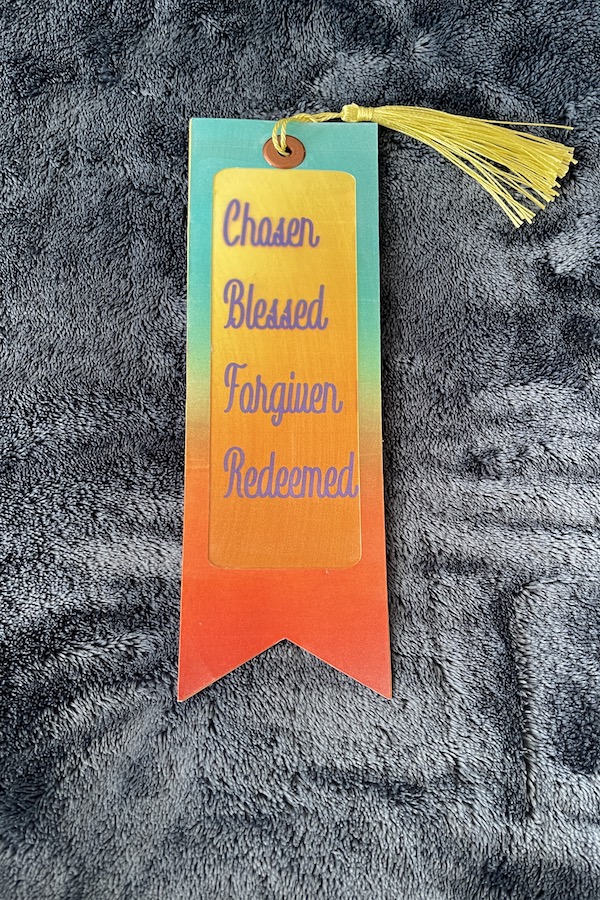 Chosen
Blessed
Forgiven
Redeemed